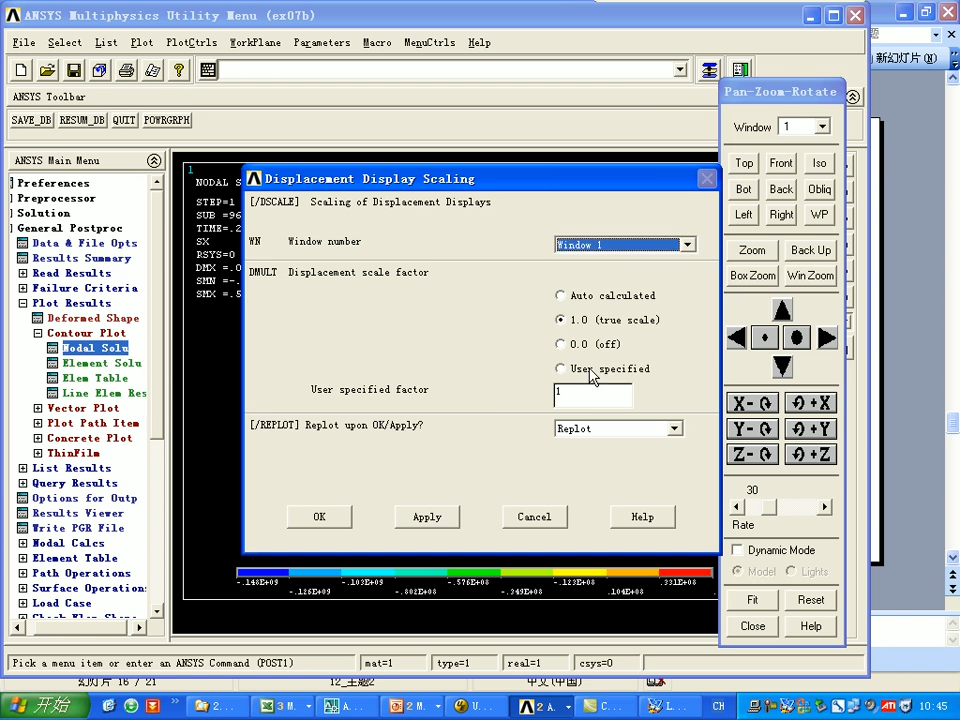 ANSYS Multiphysics Utility Menu (ex07b)
File Select List Plot PlotCtrls WorkPlane Parameters Macro MenuCtrls Help
新幻灯片(N)
ANSYS Toolbar
SAVE_DB RESUM_DB QUIT POWRGRPH
ANSYS Main Menu
Preferences
Preprocessor
Solution
General Postproc
Data & File Opts
Results Summary
Read Results
Failure Criteria
Plot Results
Deformed Shape
Contour Plot
Nodal Solu
Element Solu
Elem Table
Line Elem Res
Vector Plot
Plot Path Item
Concrete Plot
ThinFilm
List Results
Query Results
Options for Outp
Results Viewer
Write PGR File
Nodal Calcs
Element Table
Path Operations
Surface Operation
Load Case
1
NODAL S
STEP=1
SUB =96
TIME=.2
SX
RSYS=0
DMX =.0
SMN =-.
SMX =.5
Displacement Display Scaling
[/DSCALE] Scaling of Displacement Displays
WN Window number
Window 1
DMULT Displacement scale factor
Auto calculated
1.0 (true scale)
0.0 (off)
User specified
User specified factor
1
[/REPLOT] Replot upon OK/Apply?
Replot
OK Apply Cancel Help
-.148E+09 -.103E+09 -.576E+08 -.123E+08 .331E+08
-.126E+09 -.802E+08 -.349E+08 .104E+08
Pan-Zoom-Rotate
Window 1
Top Front Iso
Bot Back Obliq
Left Right WP
Zoom Back Up
Box Zoom Win Zoom
X- +X
Y- +Y
Z- +Z
30
Rate
Dynamic Mode
Model Lights
Fit Reset
Close Help
Pick a menu item or enter an ANSYS Command (POST1)
mat=1 type=1 real=1 csys=0
幻灯片 16 / 21 12_主题2 中文(中国)
开始 2... 3 M. A... 2 M. U... 2 A. C... L... CH 10:45